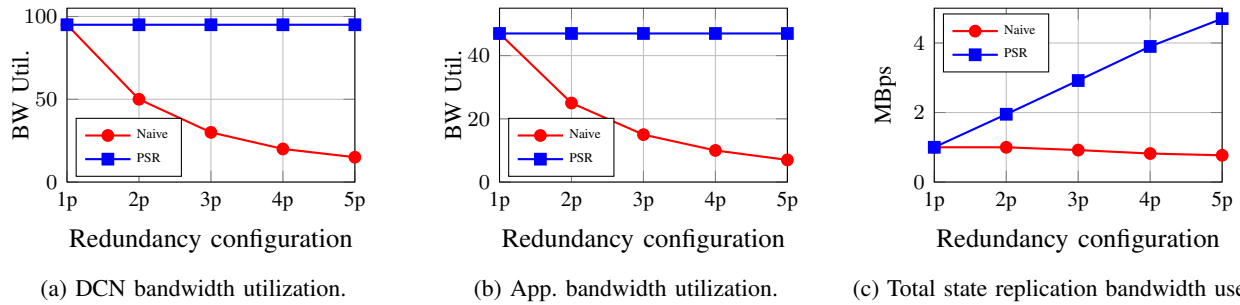 100
50
0
BW Util.
Naive
PSR
1p 2p 3p 4p 5p
Redundancy configuration
(a) DCN bandwidth utilization.
40
20
0
BW Util.
Naive
PSR
1p 2p 3p 4p 5p
Redundancy configuration
(b) App. bandwidth utilization.
4
2
0
MBps
Naive
PSR
1p 2p 3p 4p 5p
Redundancy configuration
(c) Total state replication bandwidth use